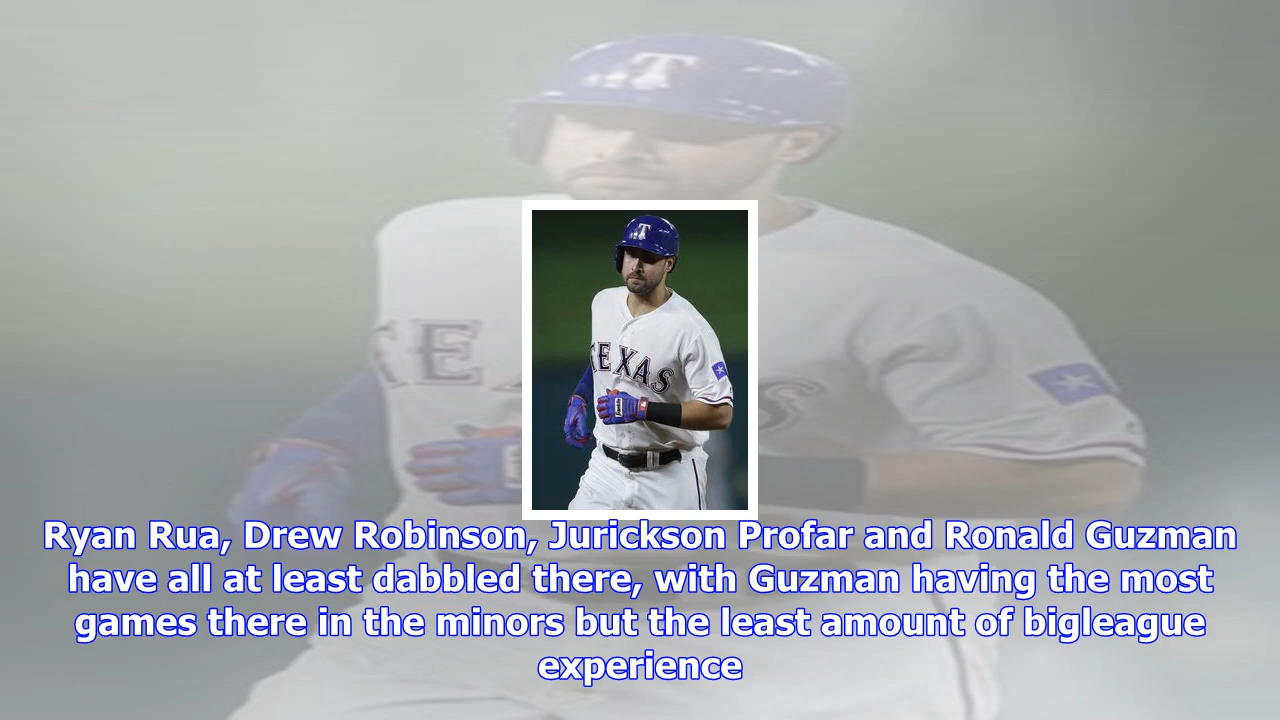 T
T
TEXAS
Ryan Rua, Drew Robinson, Jurickson Profar and Ronald Guzman
have all at least dabbled there, with Guzman having the most
games there in the minors but the least amount of bigleague
experience